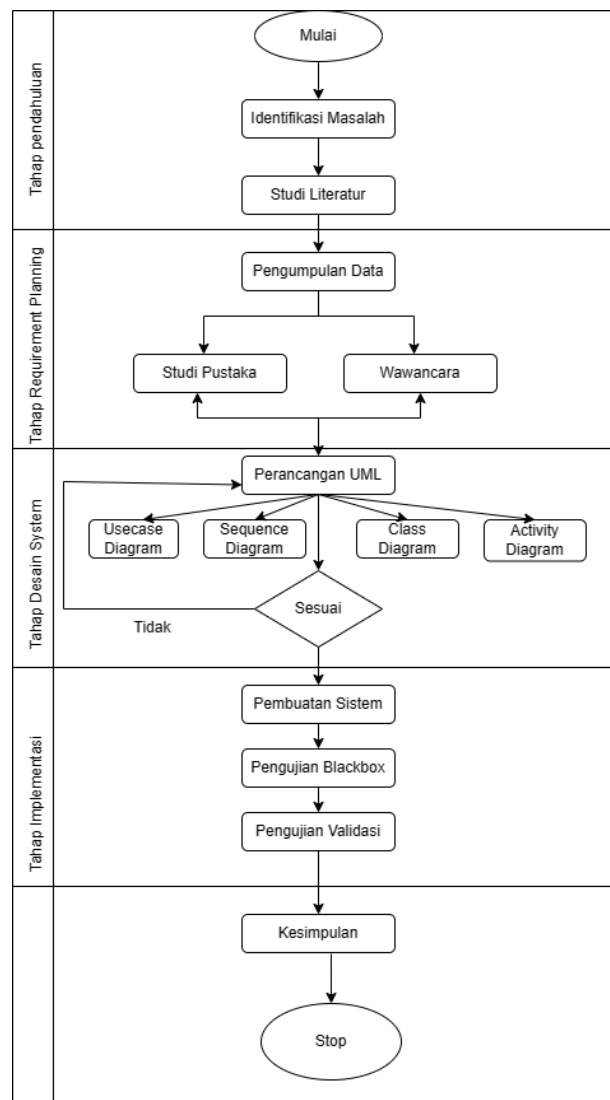 Tahap pendahuluan
Mulai
Identifikasi Masalah
Studi Literatur
Tahap Requirement Planning
Pengumpulan Data
Studi Pustaka
Wawancara
Tahap Desain System
Perancangan UML
Usecase
Diagram
Sequence
Diagram
Class
Diagram
Activity
Diagram
Sesuai
Tidak
Tahap Implementasi
Pembuatan Sistem
Pengujian Blackbox
Pengujian Validasi
Kesimpulan
Stop